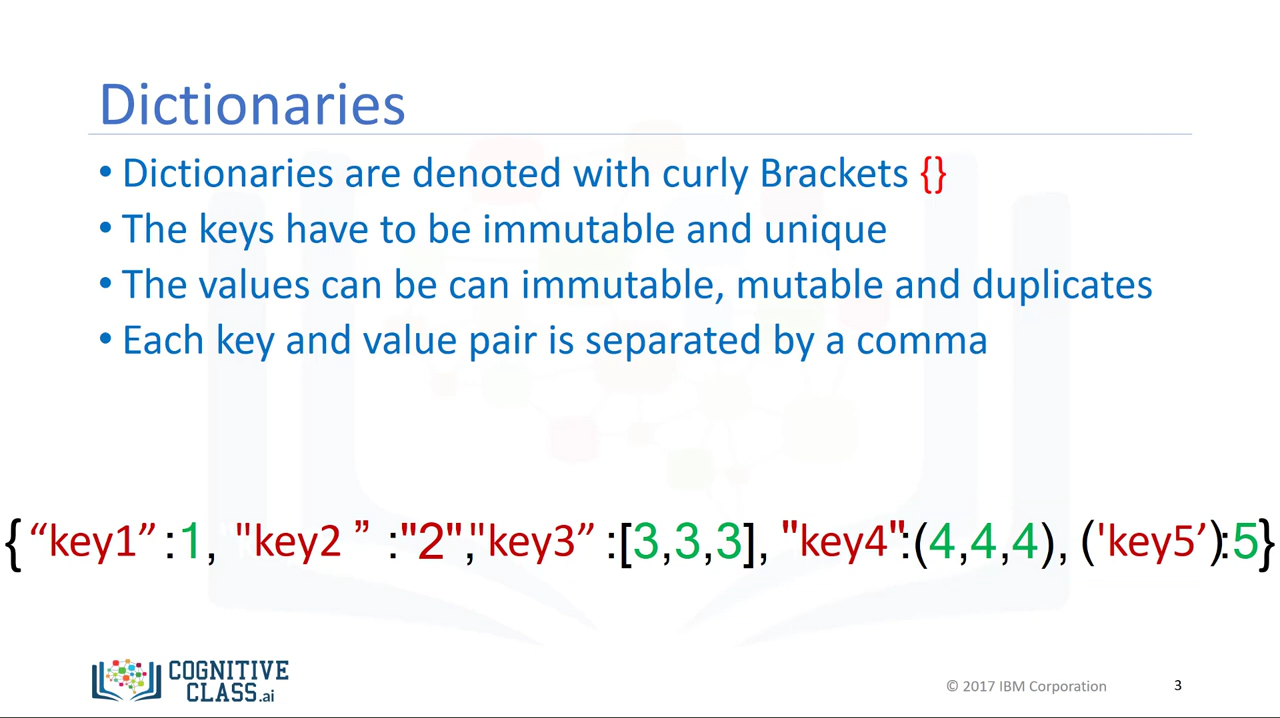 Dictionaries
• Dictionaries are denoted with curly Brackets {}
• The keys have to be immutable and unique
• The values can be can immutable, mutable and duplicates
• Each key and value pair is separated by a comma
{“key1” :1, "key2 ” :"2","key3” :[3,3,3], "key4":(4,4,4), ('key5’):5}
COGNITIVE
CLASS.ai
© 2017 IBM Corporation
3